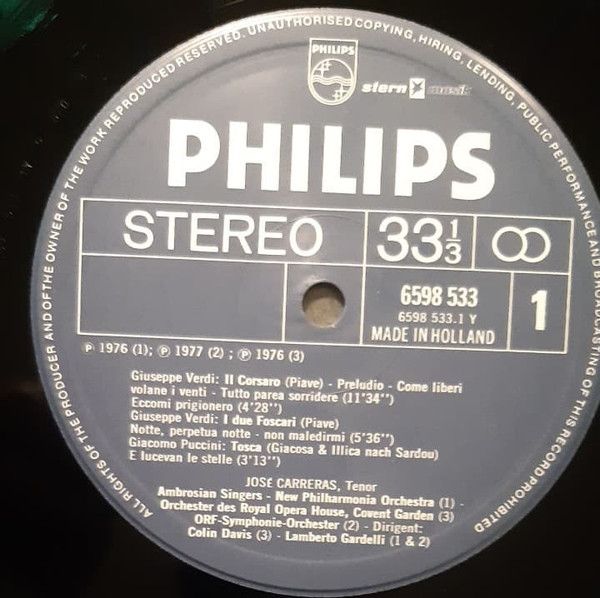 ALL RIGHTS OF THE PRODUCER AND OF THE OWNER OF THE WORK REPRODUCED RESERVED. UNAUTHORISED COPYING, HIRING, LENDING, PUBLIC PERFORMANCE AND BROADCASTING OF THIS RECORD PROHIBITED
PHILIPS
stern musik
PHILIPS
STEREO
33 1/3
6598 533
6598 533.1 Y
MADE IN HOLLAND
1
℗ 1976 (1); ℗ 1977 (2) ; ℗ 1976 (3)
Giuseppe Verdi: Il Corsaro (Piave) - Preludio - Come liberi
volano i venti - Tutto parea sorridere (11'34'')
Eccomi prigionero (4'28'')
Giuseppe Verdi: I due Foscari (Piave)
Notte, perpetua notte - non maledirmi (5'36'')
Giacomo Puccini: Tosca (Giacosa & Illica nach Sardou)
E lucevan le stelle (3'13'')
JOSÉ CARRERAS, Tenor
Ambrosian Singers - New Philharmonia Orchestra (1) -
Orchester des Royal Opera House, Covent Garden (3)
ORF-Symphonie-Orchester (2) - Dirigent:
Colin Davis (3) - Lamberto Gardelli (1 & 2)